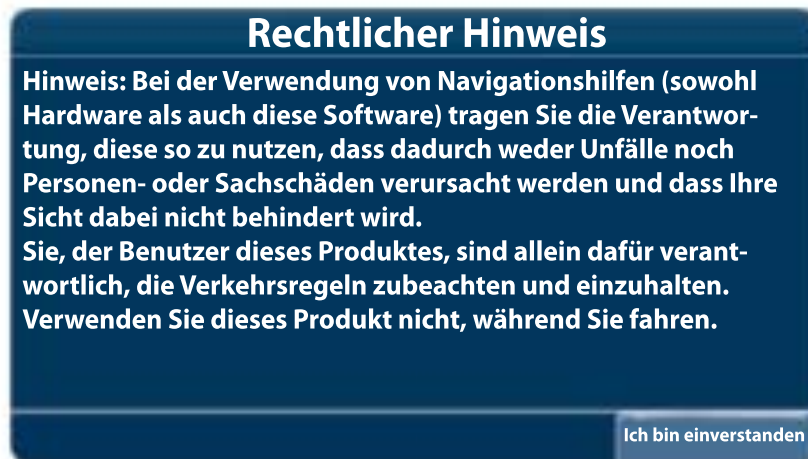 Rechtlicher Hinweis
Hinweis: Bei der Verwendung von Navigationshilfen (sowohl
Hardware als auch diese Software) tragen Sie die Verantwor-
tung, diese so zu nutzen, dass dadurch weder Unfälle noch
Personen- oder Sachschäden verursacht werden und dass Ihre
Sicht dabei nicht behindert wird.
Sie, der Benutzer dieses Produktes, sind allein dafür verant-
wortlich, die Verkehrsregeln zubeachten und einzuhalten.
Verwenden Sie dieses Produkt nicht, während Sie fahren.
Ich bin einverstanden